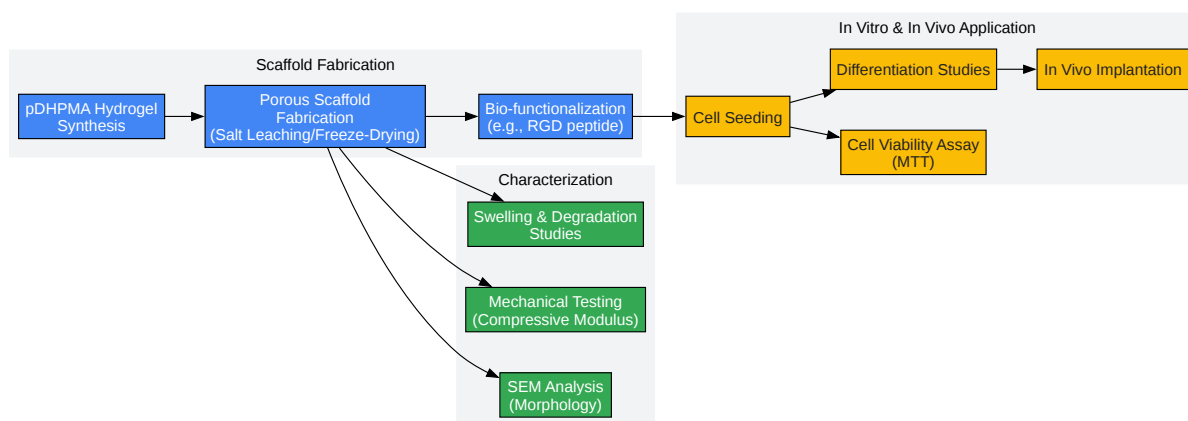 Scaffold Fabrication
pDHPMA Hydrogel
Synthesis
Porous Scaffold
Fabrication
(Salt Leaching/Freeze-Drying)
Bio-functionalization
(e.g., RGD peptide)
Characterization
Swelling & Degradation
Studies
Mechanical Testing
(Compressive Modulus)
SEM Analysis
(Morphology)
In Vitro & In Vivo Application
Cell Seeding
Differentiation Studies
In Vivo Implantation
Cell Viability Assay
(MTT)